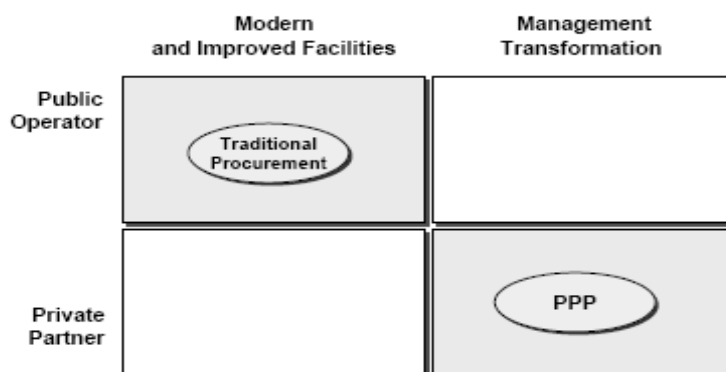 Modern
and Improved Facilities
Management
Transformation
Public
Operator
Traditional
Procurement
Private
Partner
PPP